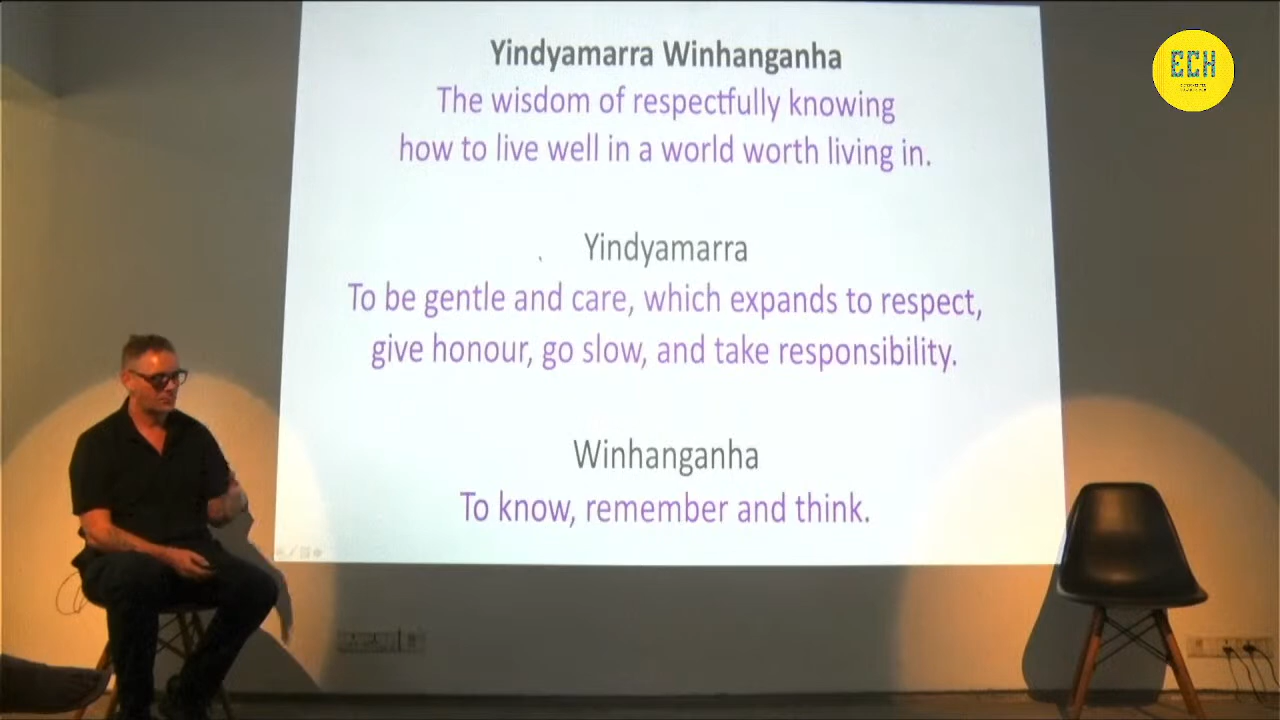 Yindyamarra Winhanganha
The wisdom of respectfully knowing
how to live well in a world worth living in.
Yindyamarra
To be gentle and care, which expands to respect,
give honour, go slow, and take responsibility.
Winhanganha
To know, remember and think.
ECH